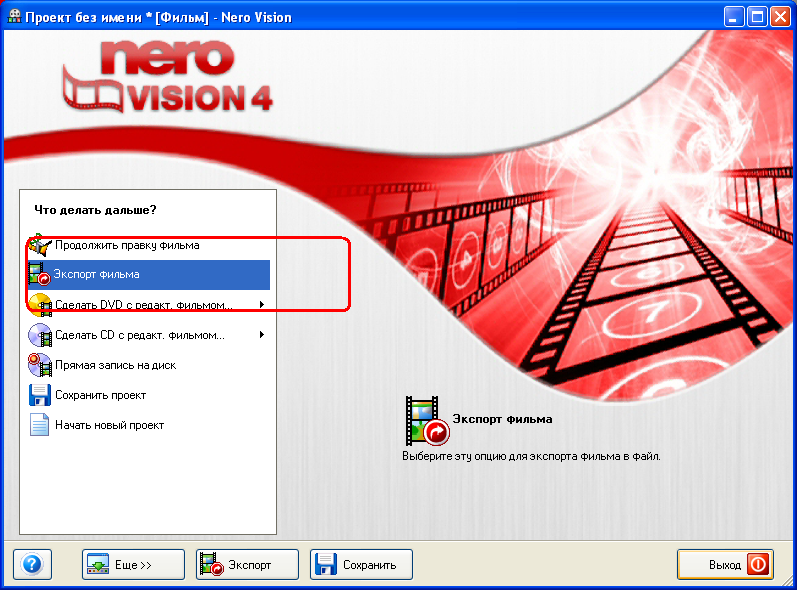 Проект без имени * [Фильм] - Nero Vision
nero
VISION 4
Что делать дальше?
Продолжить правку фильма
Экспорт фильма
Сделать DVD с редакт. фильмом...
Сделать CD с редакт. фильмом...
Прямая запись на диск
Сохранить проект
Начать новый проект
7
Экспорт фильма
Выберите эту опцию для экспорта фильма в файл.
Еще >>
Экспорт
Сохранить
Выход